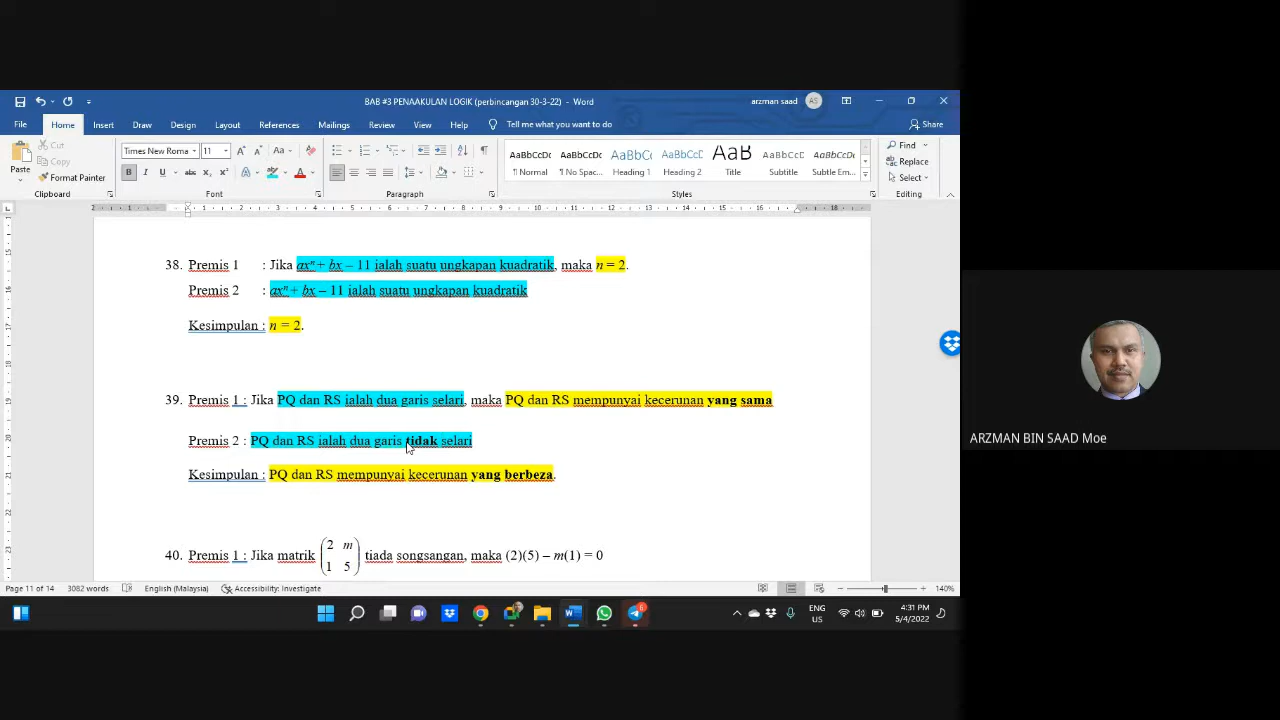 BAB #3 PENAAKULAN LOGIK (perbincangan 30-3-22) - Word
arzman saad AS
File Home Insert Draw Design Layout References Mailings Review View Help Tell me what you want to do Share
Paste Cut Copy Format Painter
Times New Roma 11
AaBbCcDc AaBbCcDc AaBbCc AaBbCcC AaB AaBbCcC AaBbCcDc
¶ Normal ¶ No Spac... Heading 1 Heading 2 Title Subtitle Subtle Em...
Find Replace Select
Clipboard Font Paragraph Styles Editing
38. Premis 1 : Jika axⁿ + bx – 11 ialah suatu ungkapan kuadratik, maka n = 2.
Premis 2 : axⁿ + bx – 11 ialah suatu ungkapan kuadratik
Kesimpulan : n = 2.
39. Premis 1 : Jika PQ dan RS ialah dua garis selari, maka PQ dan RS mempunyai kecerunan yang sama
Premis 2 : PQ dan RS ialah dua garis tidak selari
Kesimpulan : PQ dan RS mempunyai kecerunan yang berbeza.
40. Premis 1 : Jika matrik (2 m
1 5) tiada songsangan, maka (2)(5) – m(1) = 0
Page 11 of 14 3082 words English (Malaysia) Accessibility: Investigate 140%
ENG US 4:31 PM 5/4/2022
ARZMAN BIN SAAD Moe